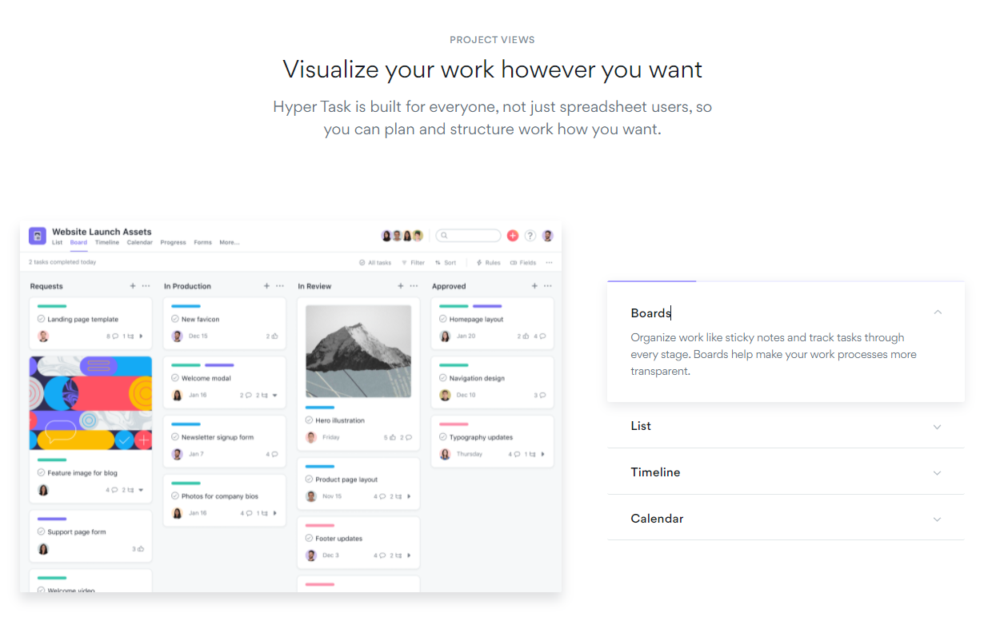 PROJECT VIEWS
Visualize your work however you want
Hyper Task is built for everyone, not just spreadsheet users, so
you can plan and structure work how you want.
Website Launch Assets
List Board Timeline Calendar Progress Forms More...
?
2 tasks completed today
All tasks Filter Sort Rules Fields
Requests
Landing page template
8 1
Feature image for blog
4 2
Support page form
3
Welcome video
In Production
New favicon
Dec 15 2
Welcome modal
Jan 16 2 2
Newsletter signup form
Jan 7 4
Photos for company bios
Jan 16 4 1
In Review
Hero illustration
Friday 5 2
Product page layout
Nov 15 4 2
Footer updates
Dec 3 4 2
Approved
Homepage layout
Jan 20 2 4
Navigation design
Dec 10 3
Typography updates
Thursday 4 1
Boards
Organize work like sticky notes and track tasks through
every stage. Boards help make your work processes more
transparent.
List
Timeline
Calendar